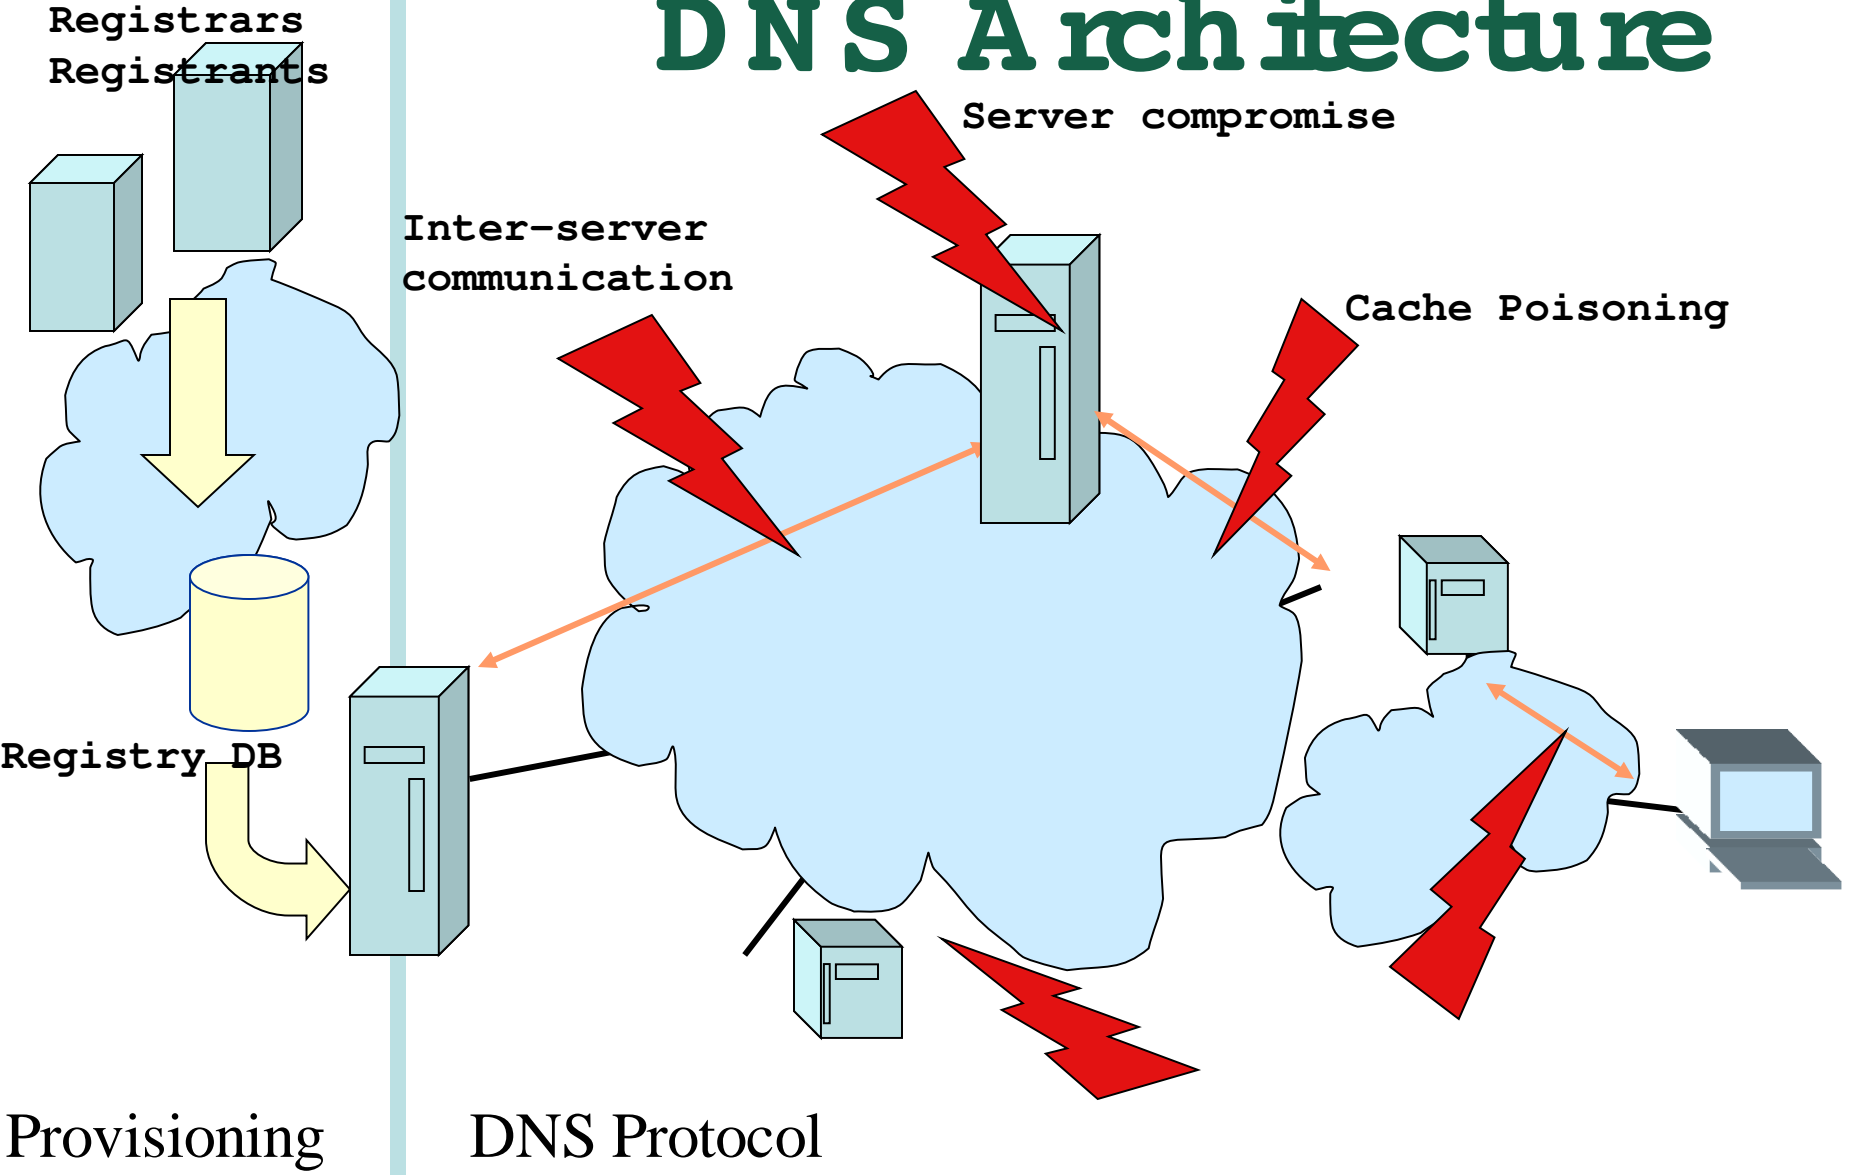 DNS Architecture
Registrars
Registrants
Server compromise
Inter-server
communication
Cache Poisoning
Registry DB
Provisioning
DNS Protocol